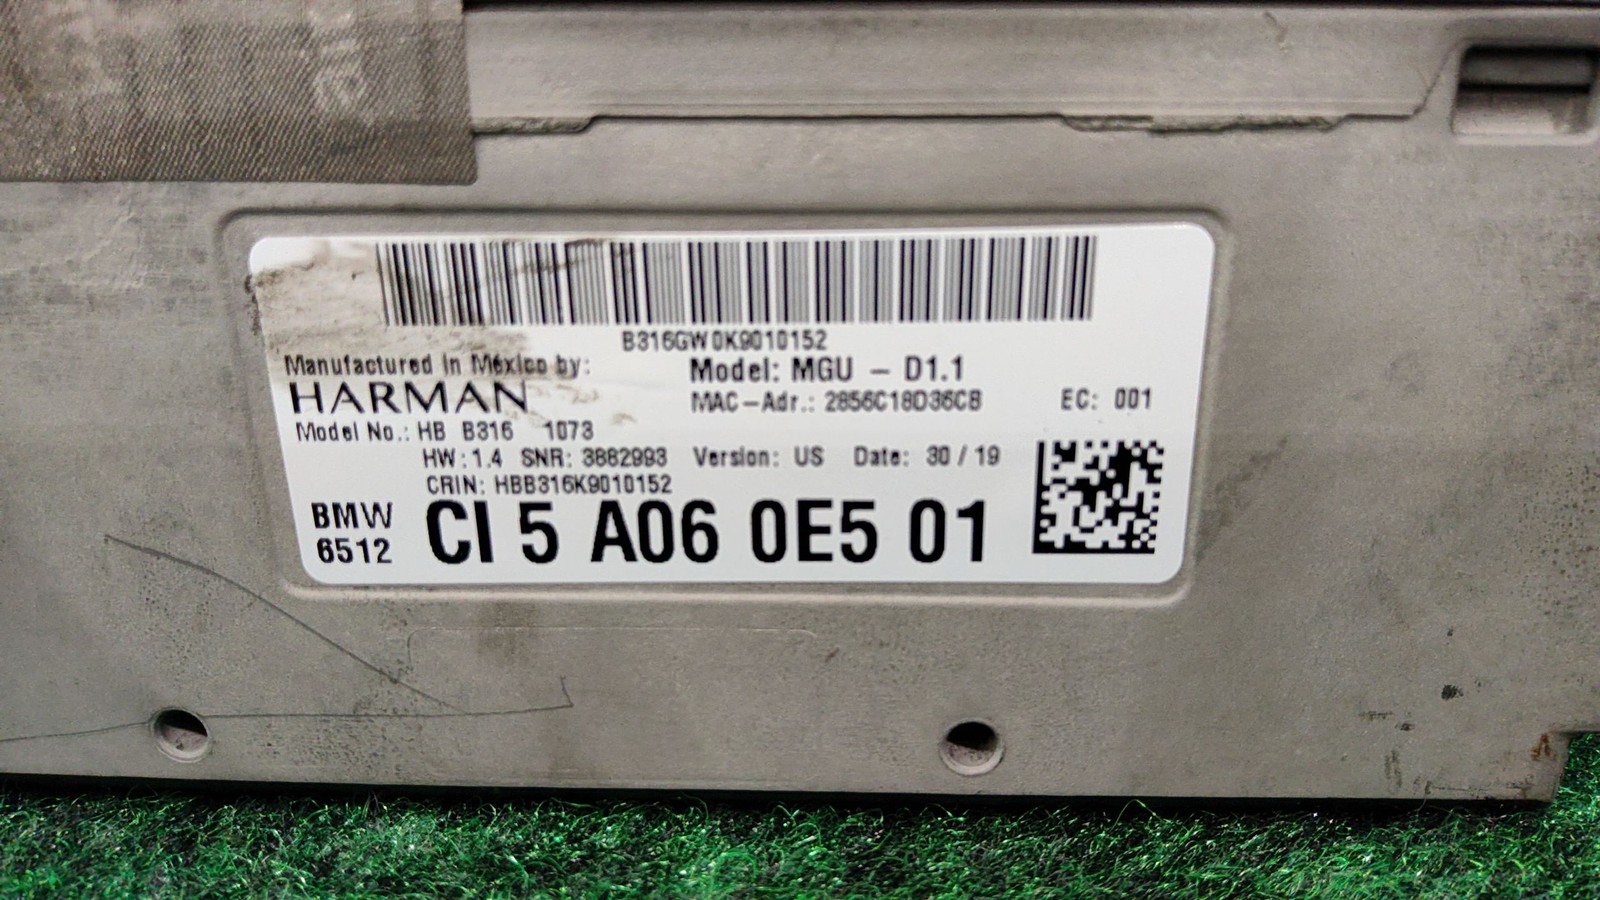 B316GW0K9010152
Manufactured in México by:
HARMAN
Model: MGU - D1.1
MAC-Adr.: 2856C18D36CB
EC: 001
Model No.: HB B316 1073
HW: 1.4 SNR: 3882993 Version: US Date: 30 / 19
CRIN: HBB316K9010152
BMW
6512
CI 5 A06 0E5 01